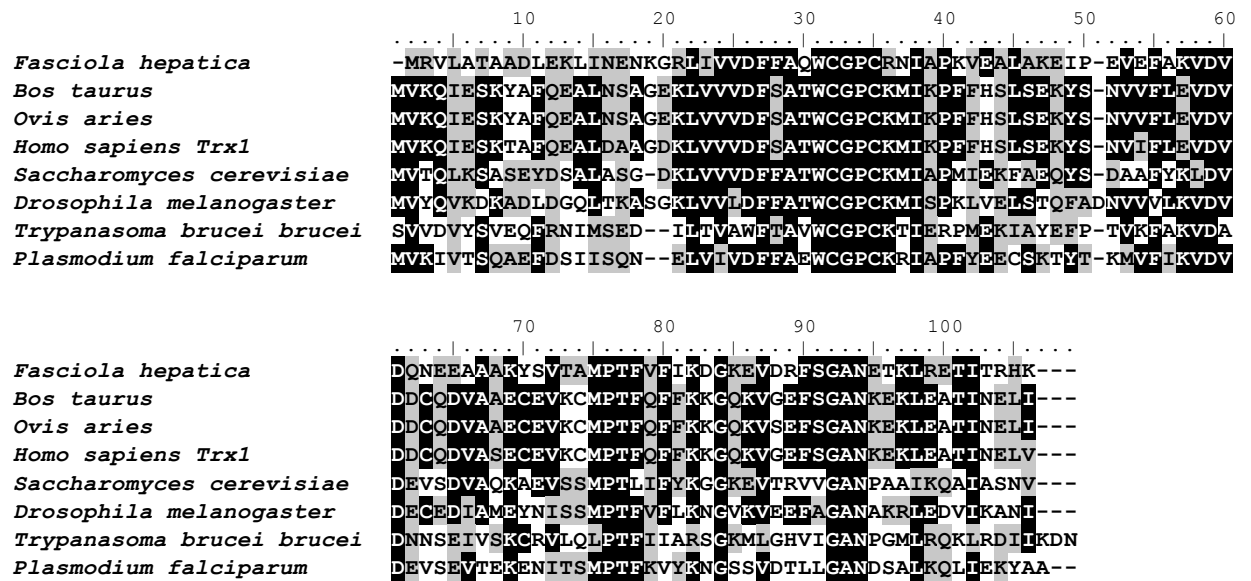 10 20 30 40 50 60
....|....|....|....|....|....|....|....|....|....|....|....|
Fasciola hepatica -MRVLATAADLEKLINENKGRLIVVDFFAQWCGPCRNIAPKVEALAKEIP-EVEFAKVDV
Bos taurus MVKQIESKYAFQEALNSAGEKLVVVDFSATWCGPCKMIKPFFHSLSEKYS-NVVFLEVDV
Ovis aries MVKQIESKYAFQEALNSAGEKLVVVDFSATWCGPCKMIKPFFHSLSEKYS-NVVFLEVDV
Homo sapiens Trx1 MVKQIESKTAFQEALDAAGDKLVVVDFSATWCGPCKMIKPFFHSLSEKYS-NVIFLEVDV
Saccharomyces cerevisiae MVTQLKSASEYDSALASG-DKLVVVDFFATWCGPCKMIAPMIEKFAEQYS-DAAFYKLDV
Drosophila melanogaster MVYQVKDKADLDGQLTKASGKLVVLDFFATWCGPCKMISPKLVELSTQFADNVVVLKVDV
Trypanasoma brucei brucei SVVDVYSVEQFRNIMSED--ILTVAWFTAVWCGPCKTIERPMEKIAYEFP-TVKFAKVDA
Plasmodium falciparum MVKIVTSQAEFDSIISQN--ELVIVDFFAEWCGPCKRIAPFYEECSKTYT-KMVFIKVDV
70 80 90 100
....|....|....|....|....|....|....|....|....|....
Fasciola hepatica DQNEEAAAKYSVTAMPTFVFIKDGKEVDRFSGANETKLRETITRHK---
Bos taurus DDCQDVAAECEVKCMPTFQFFKKGQKVGEFSGANKEKLEATINELI---
Ovis aries DDCQDVAAECEVKCMPTFQFFKKGQKVSEFSGANKEKLEATINELI---
Homo sapiens Trx1 DDCQDVASECEVKCMPTFQFFKKGQKVGEFSGANKEKLEATINELV---
Saccharomyces cerevisiae DEVSDVAQKAEVSSMPTLIFYKGGKEVTRVVGANPAAIKQAIASNV---
Drosophila melanogaster DECEDIAMEYNISSMPTFVFLKNGVKVEEFAGANAKRLEDVIKANI---
Trypanasoma brucei brucei DNNSEIVSKCRVLQLPTFIIARSGKMLGHVIGANPGMLRQKLRDIIKDN
Plasmodium falciparum DEVSEVTEKENITSMPTFKVYKNGSSVDTLLGANDSALKQLIEKYAA--